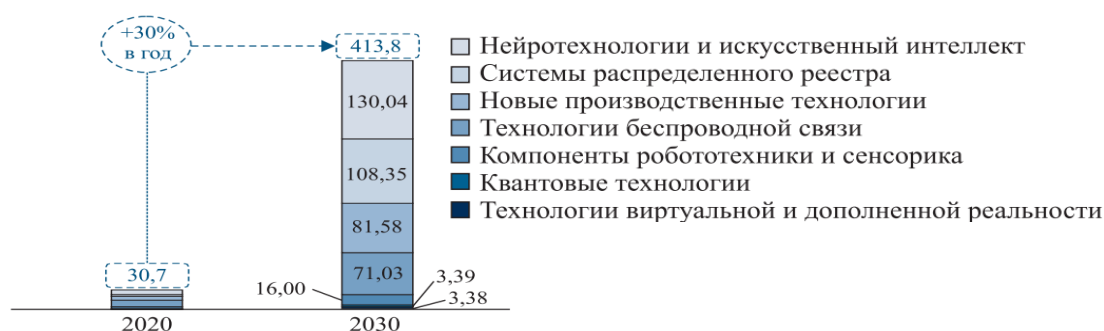 +30%
в год
413,8
130,04
108,35
81,58
71,03
16,00
3,39
3,38
30,7
2020
2030
Нейротехнологии и искусственный интеллект
Системы распределенного реестра
Новые производственные технологии
Технологии беспроводной связи
Компоненты робототехники и сенсорика
Квантовые технологии
Технологии виртуальной и дополненной реальности